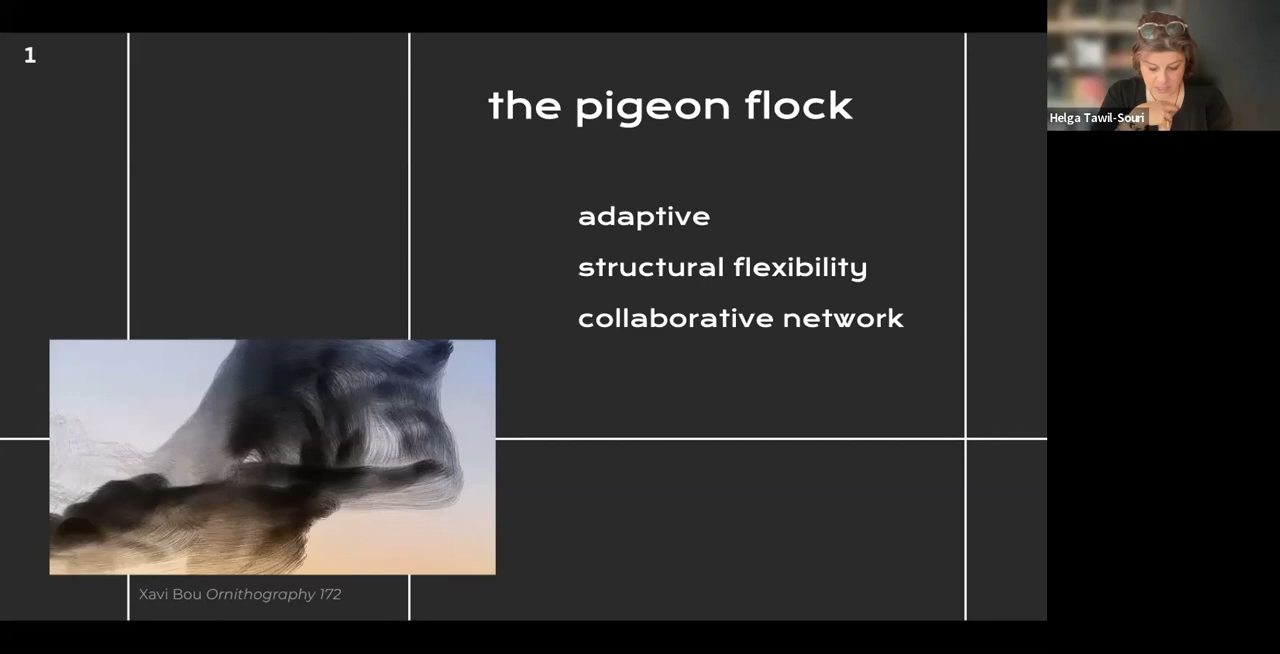 1
the pigeon flock
adaptive
structural flexibility
collaborative network
Xavi Bou Ornithography 172
Helga Tawil-Souri